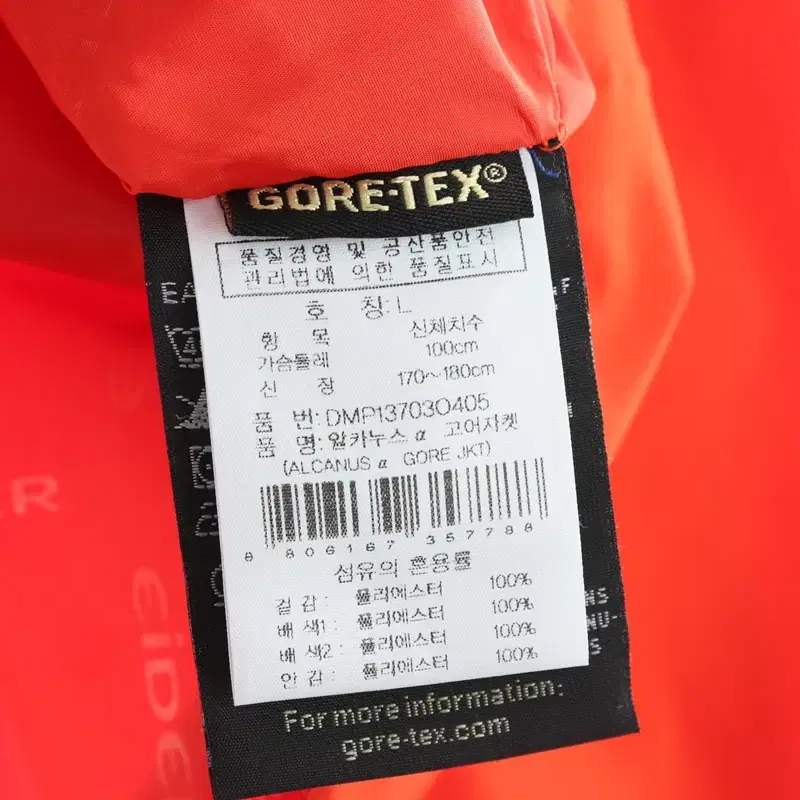 GORE-TEX®
품질경영 및 공산품안전
관리법에 의한 품질표시
호 칭: L
항 목 신체치수
가슴둘레 100cm
신 장 170~180cm
품 번: DMP13703O405
품 명: 알카누스 α 고어자켓
(ALCANUS α GORE JKT)
8 806167 357788
섬유의 혼용률
겉 감 : 폴리에스터 100%
배 색1 : 폴리에스터 100%
배 색2 : 폴리에스터 100%
안 감 : 폴리에스터 100%
For more information:
gore-tex.com